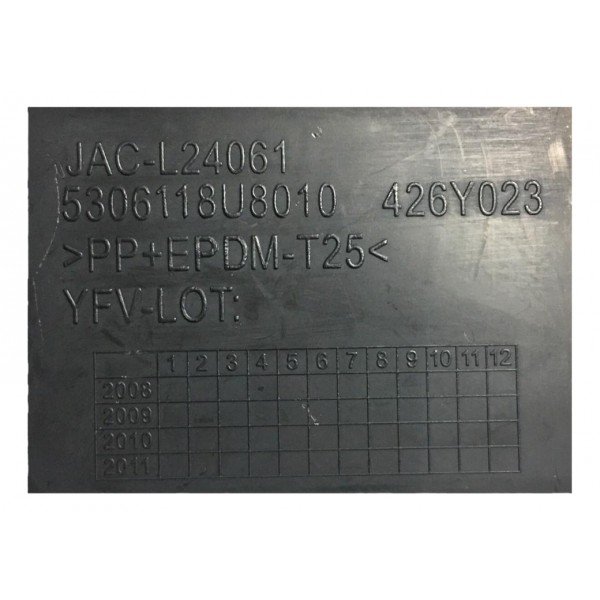 JAC-L24061
5306118U8010 426Y023
>PP+EPDM-T25<
YFV-LOT:
1 2 3 4 5 6 7 8 9 10 11 12
2008
2009
2010
2011